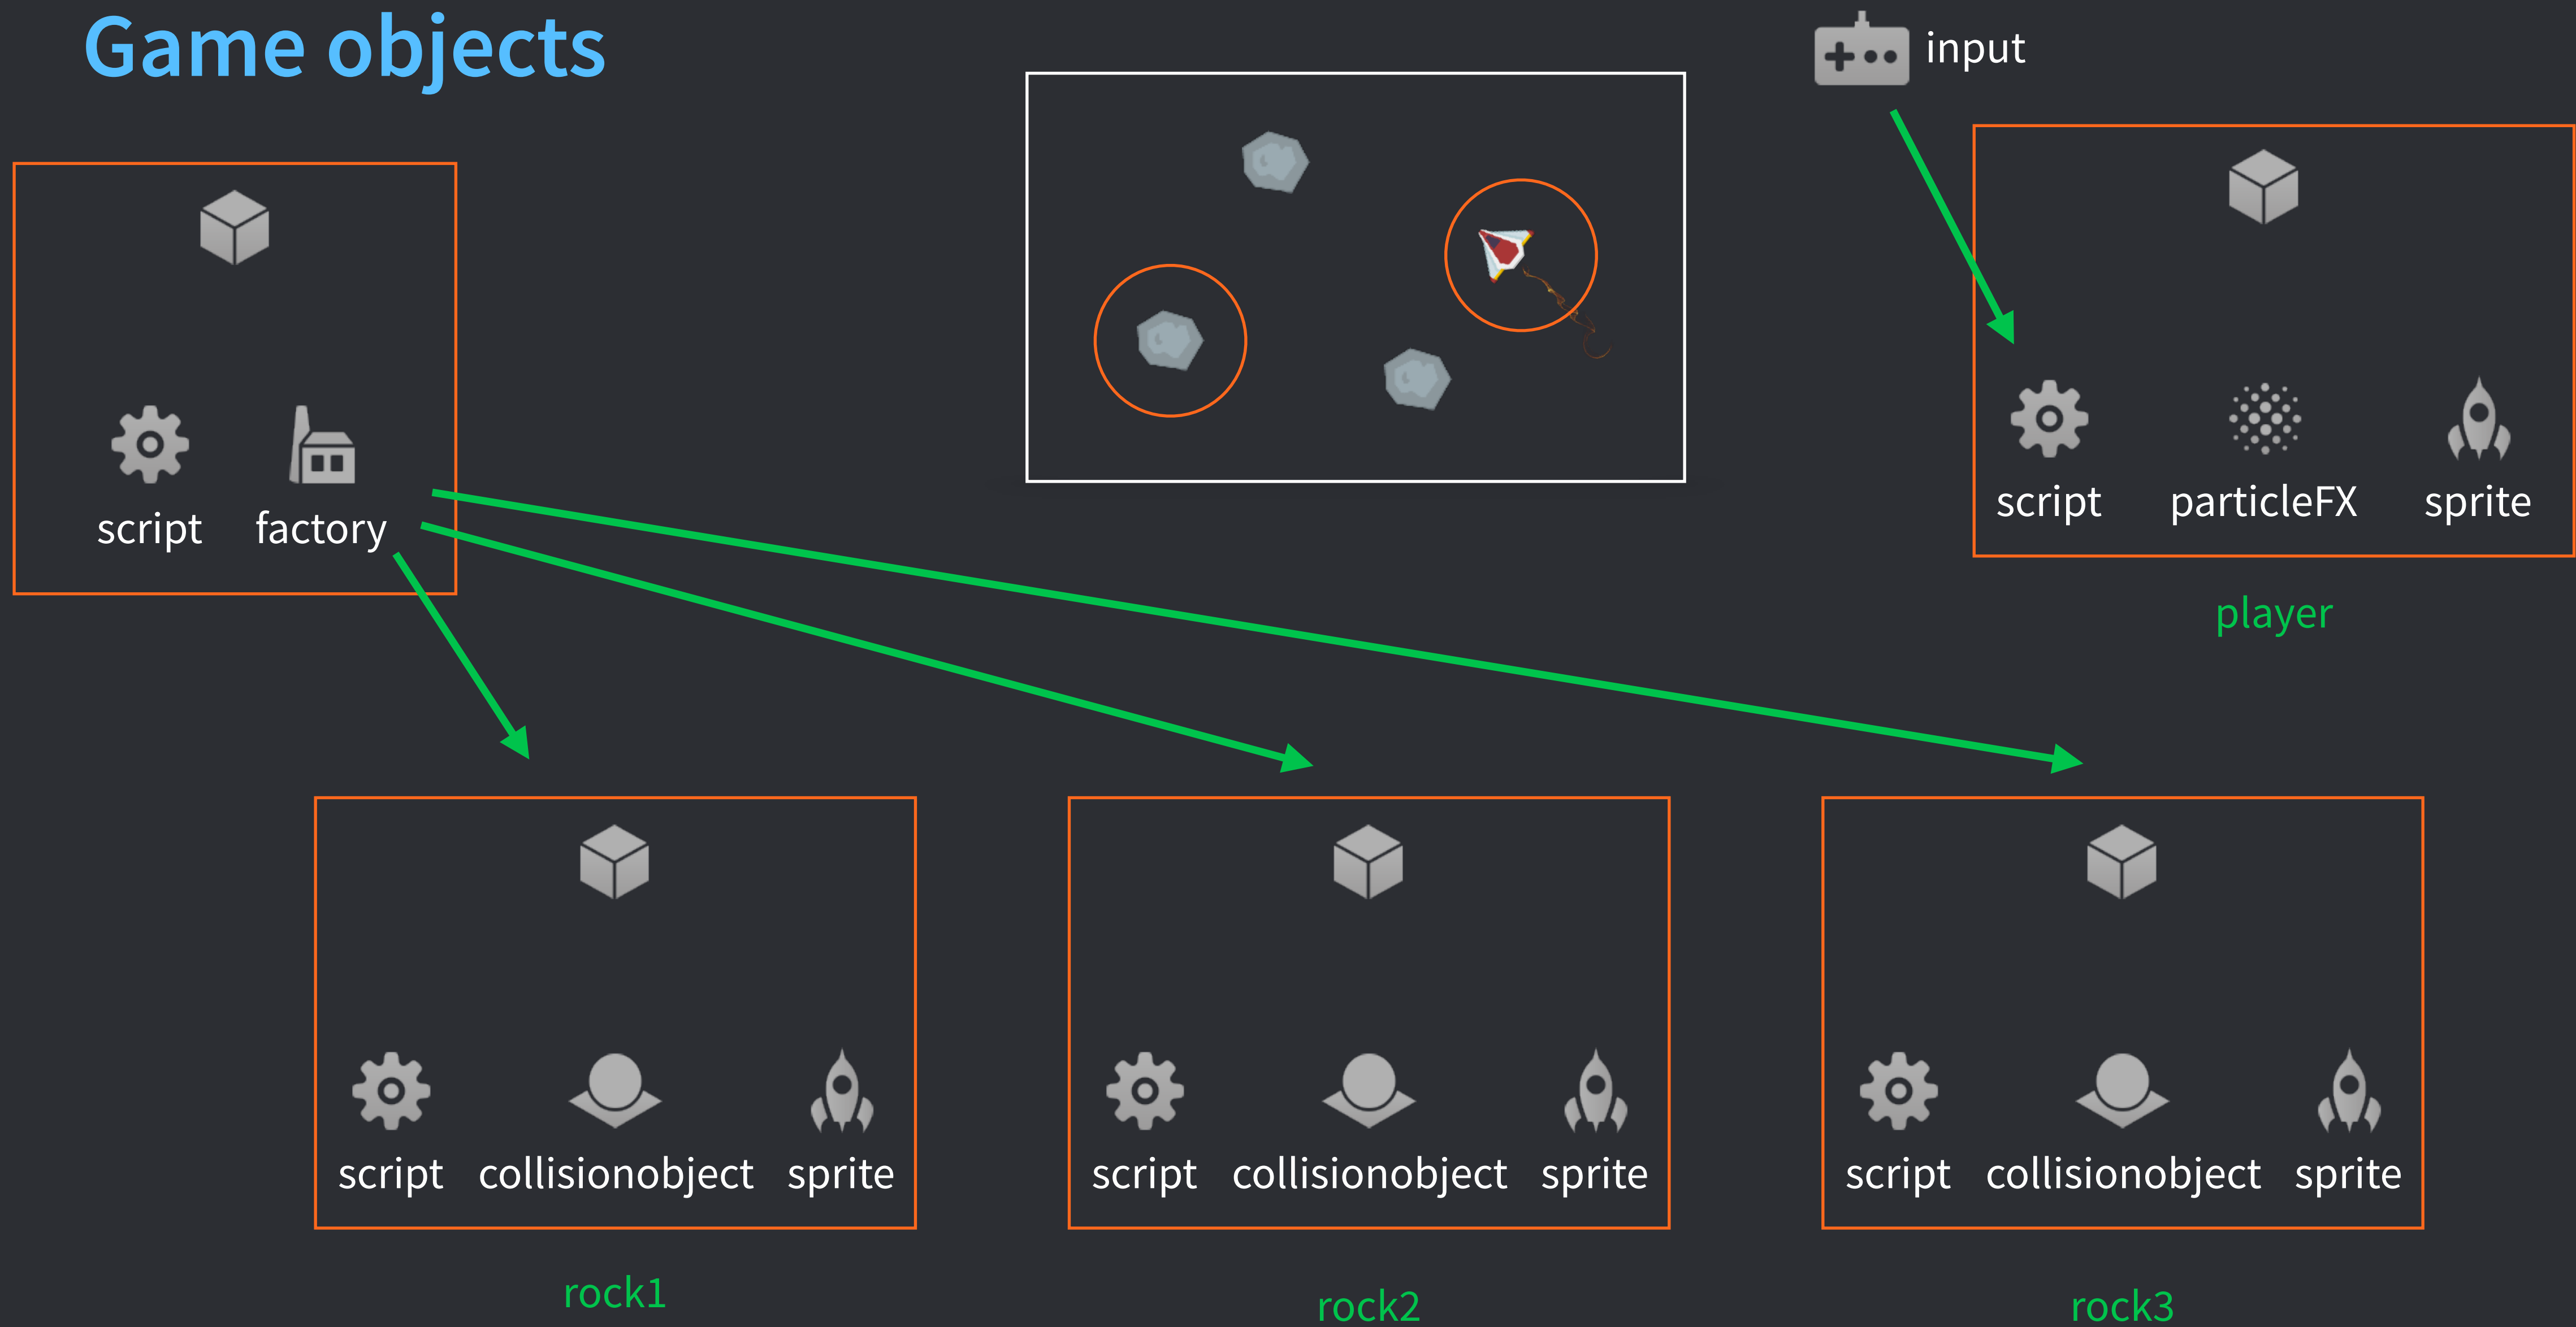 Game objects
input
script factory
script particleFX sprite
player
script collisionobject sprite
rock1
script collisionobject sprite
rock2
script collisionobject sprite
rock3